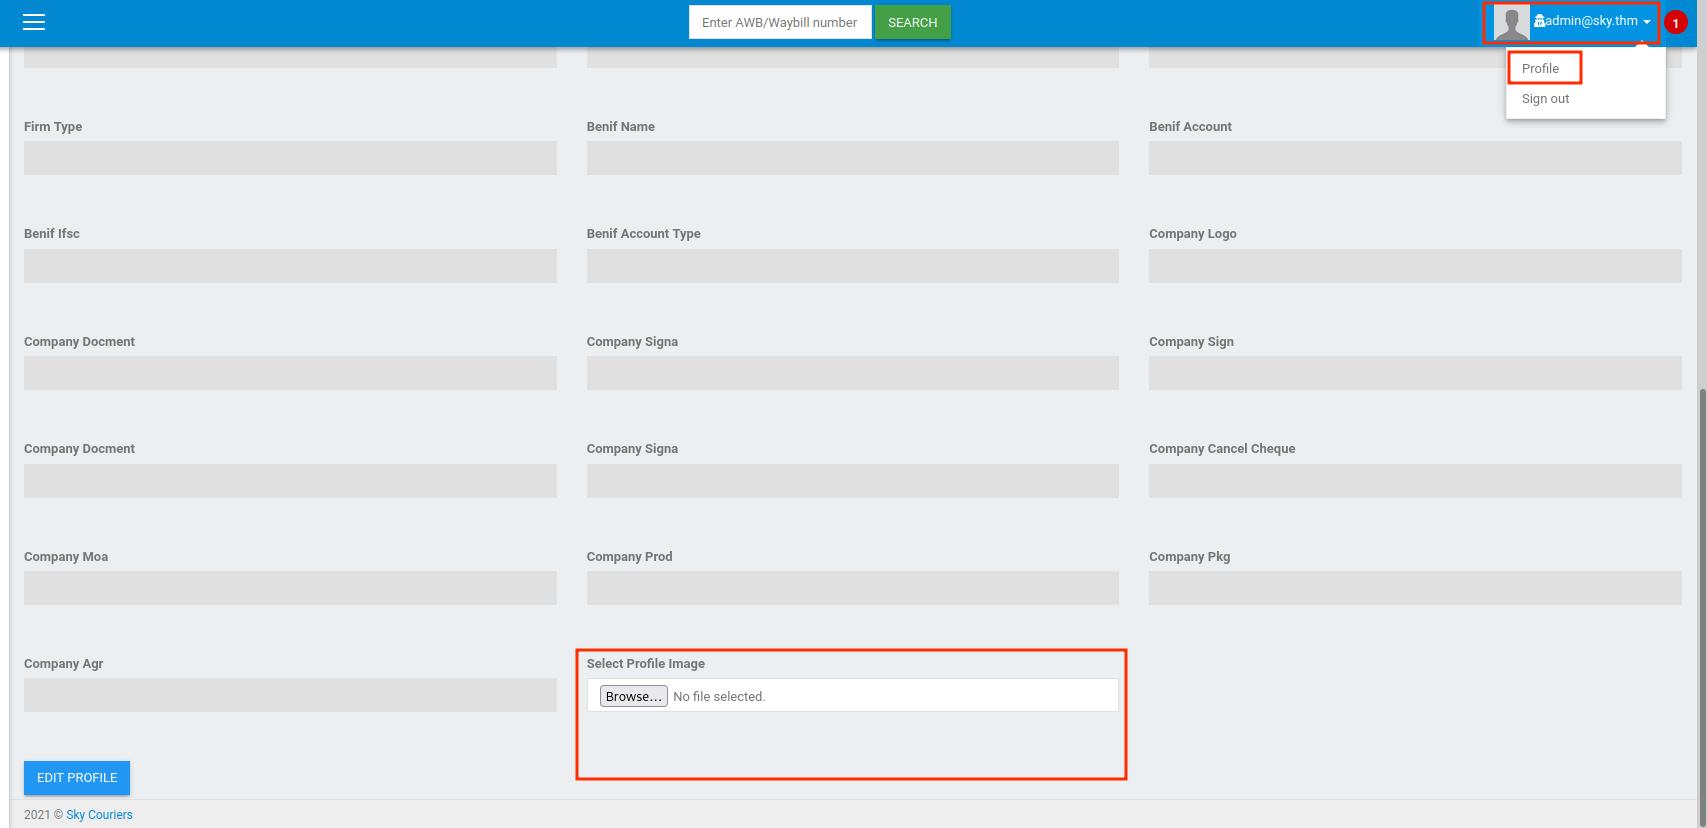 Enter AWB/Waybill number
SEARCH
admin@sky.thm
1
Profile
Sign out
Firm Type
Benif Name
Benif Account
Benif Ifsc
Benif Account Type
Company Logo
Company Docment
Company Signa
Company Sign
Company Docment
Company Signa
Company Cancel Cheque
Company Moa
Company Prod
Company Pkg
Company Agr
Select Profile Image
Browse... No file selected.
EDIT PROFILE
2021 © Sky Couriers